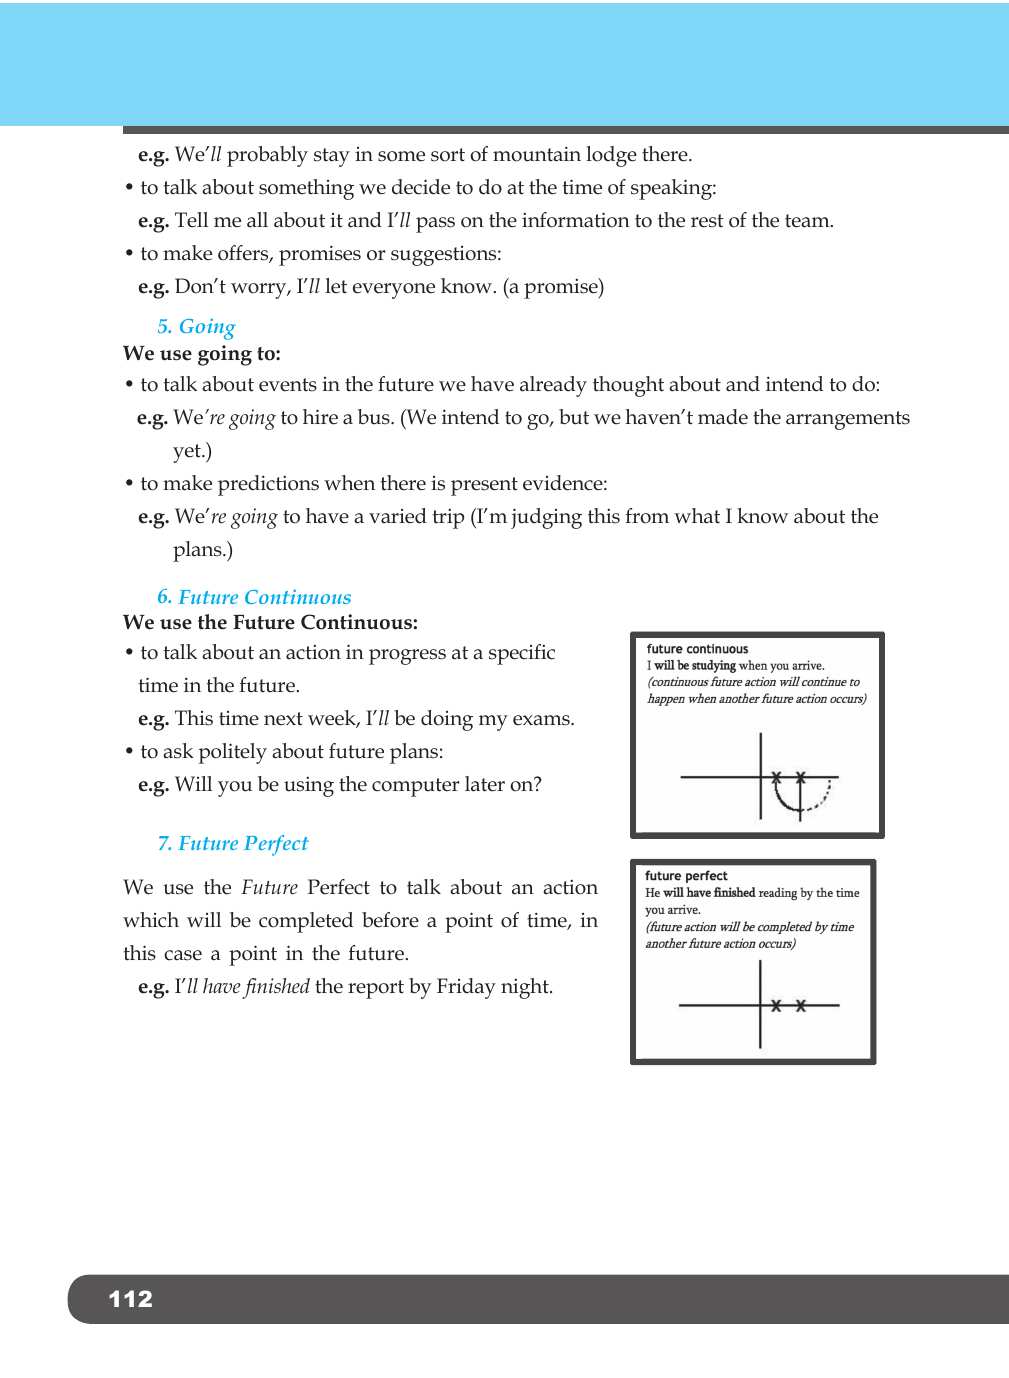 e.g. We’ll probably stay in some sort of mountain lodge there.
• to talk about something we decide to do at the time of speaking:
e.g. Tell me all about it and I’ll pass on the information to the rest of the team.
• to make offers, promises or suggestions:
e.g. Don’t worry, I’ll let everyone know. (a promise)
5. Going
We use going to:
• to talk about events in the future we have already thought about and intend to do:
e.g. We’re going to hire a bus. (We intend to go, but we haven’t made the arrangements
yet.)
• to make predictions when there is present evidence:
e.g. We’re going to have a varied trip (I’m judging this from what I know about the
plans.)
6. Future Continuous
We use the Future Continuous:
• to talk about an action in progress at a specific
time in the future.
e.g. This time next week, I’ll be doing my exams.
• to ask politely about future plans:
e.g. Will you be using the computer later on?
future continuous
I will be studying when you arrive.
(continuous future action will continue to
happen when another future action occurs)
7. Future Perfect
We use the Future Perfect to talk about an action
which will be completed before a point of time, in
this case a point in the future.
e.g. I’ll have finished the report by Friday night.
future perfect
He will have finished reading by the time
you arrive.
(future action will be completed by time
another future action occurs)
112